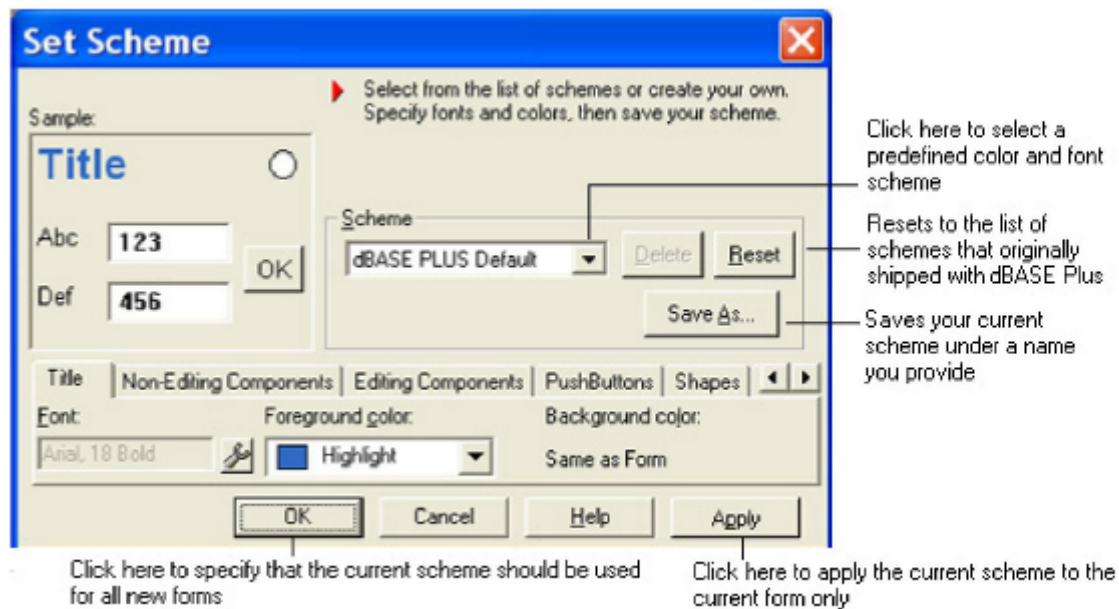 Set Scheme
Select from the list of schemes or create your own.
Specify fonts and colors, then save your scheme.
Sample:
Title
Abc
123
OK
Def
456
Scheme
dBASE PLUS Default
Delete
Reset
Save As...
Click here to select a
predefined color and font
scheme
Resets to the list of
schemes that originally
shipped with dBASE Plus
Saves your current
scheme under a name
you provide
Title
Non-Editing Components
Editing Components
PushButtons
Shapes
Font:
Foreground color:
Background color:
Arial, 18 Bold
Highlight
Same as Form
OK
Cancel
Help
Apply
Click here to specify that the current scheme should be used
for all new forms
Click here to apply the current scheme to the
current form only